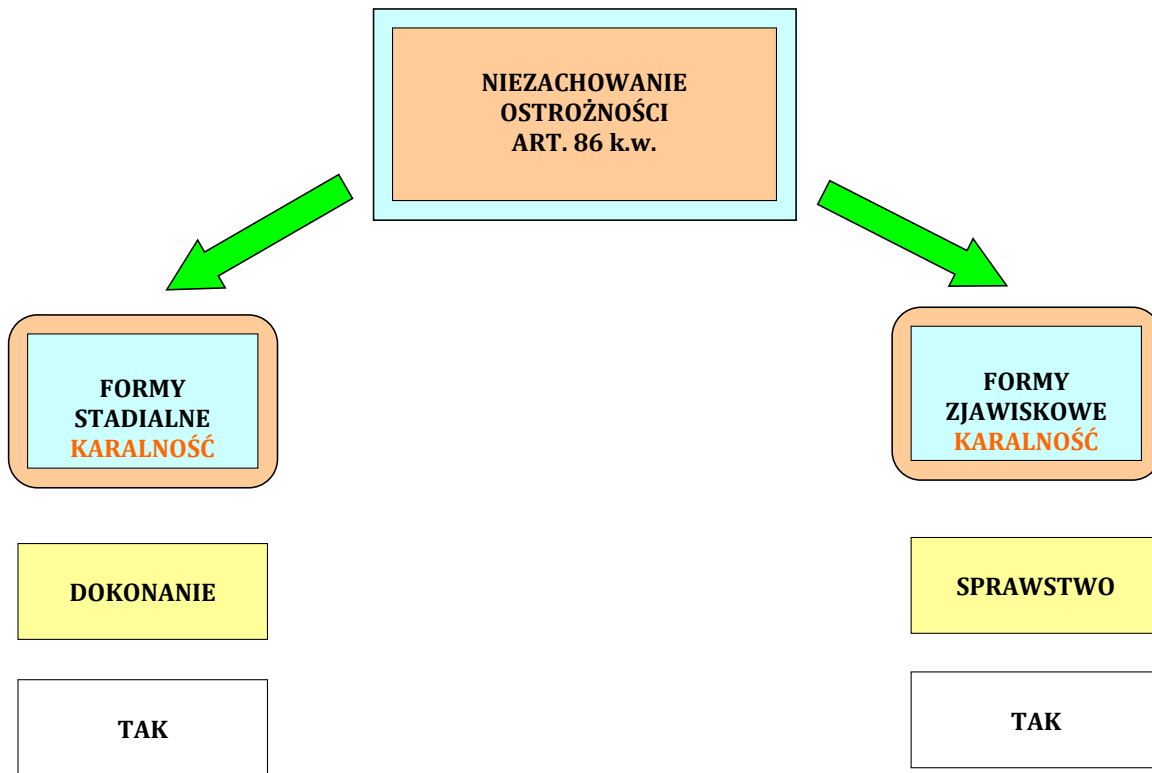 NIEZACHOWANIE
OSTROŻNOŚCI
ART. 86 k.w.
FORMY
STADIALNE
KARALNOŚĆ
FORMY
ZJAWISKOWE
KARALNOŚĆ
DOKONANIE
SPRAWSTWO
TAK
TAK